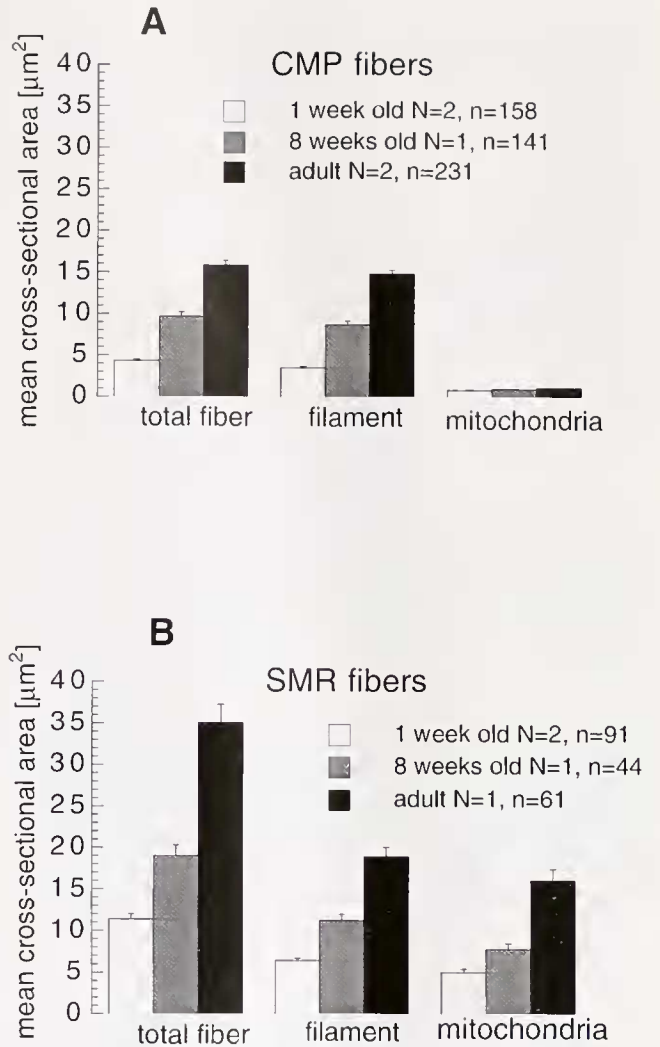 A
CMP fibers
mean cross-sectional area [µm²]
40
35
30
25
20
15
10
5
0
1 week old N=2, n=158
8 weeks old N=1, n=141
adult N=2, n=231
total fiber
filament
mitochondria
B
SMR fibers
mean cross-sectional area [µm²]
40
35
30
25
20
15
10
5
0
1 week old N=2, n=91
8 weeks old N=1, n=44
adult N=1, n=61
total fiber
filament
mitochondria